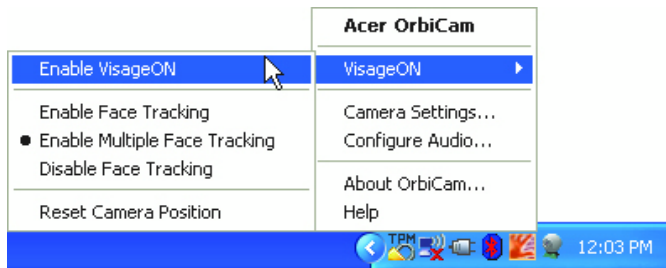 Acer OrbiCam
VisageON
Camera Settings...
Configure Audio...
About OrbiCam...
Help
Enable VisageON
Enable Face Tracking
Enable Multiple Face Tracking
Disable Face Tracking
Reset Camera Position
TPM
12:03 PM